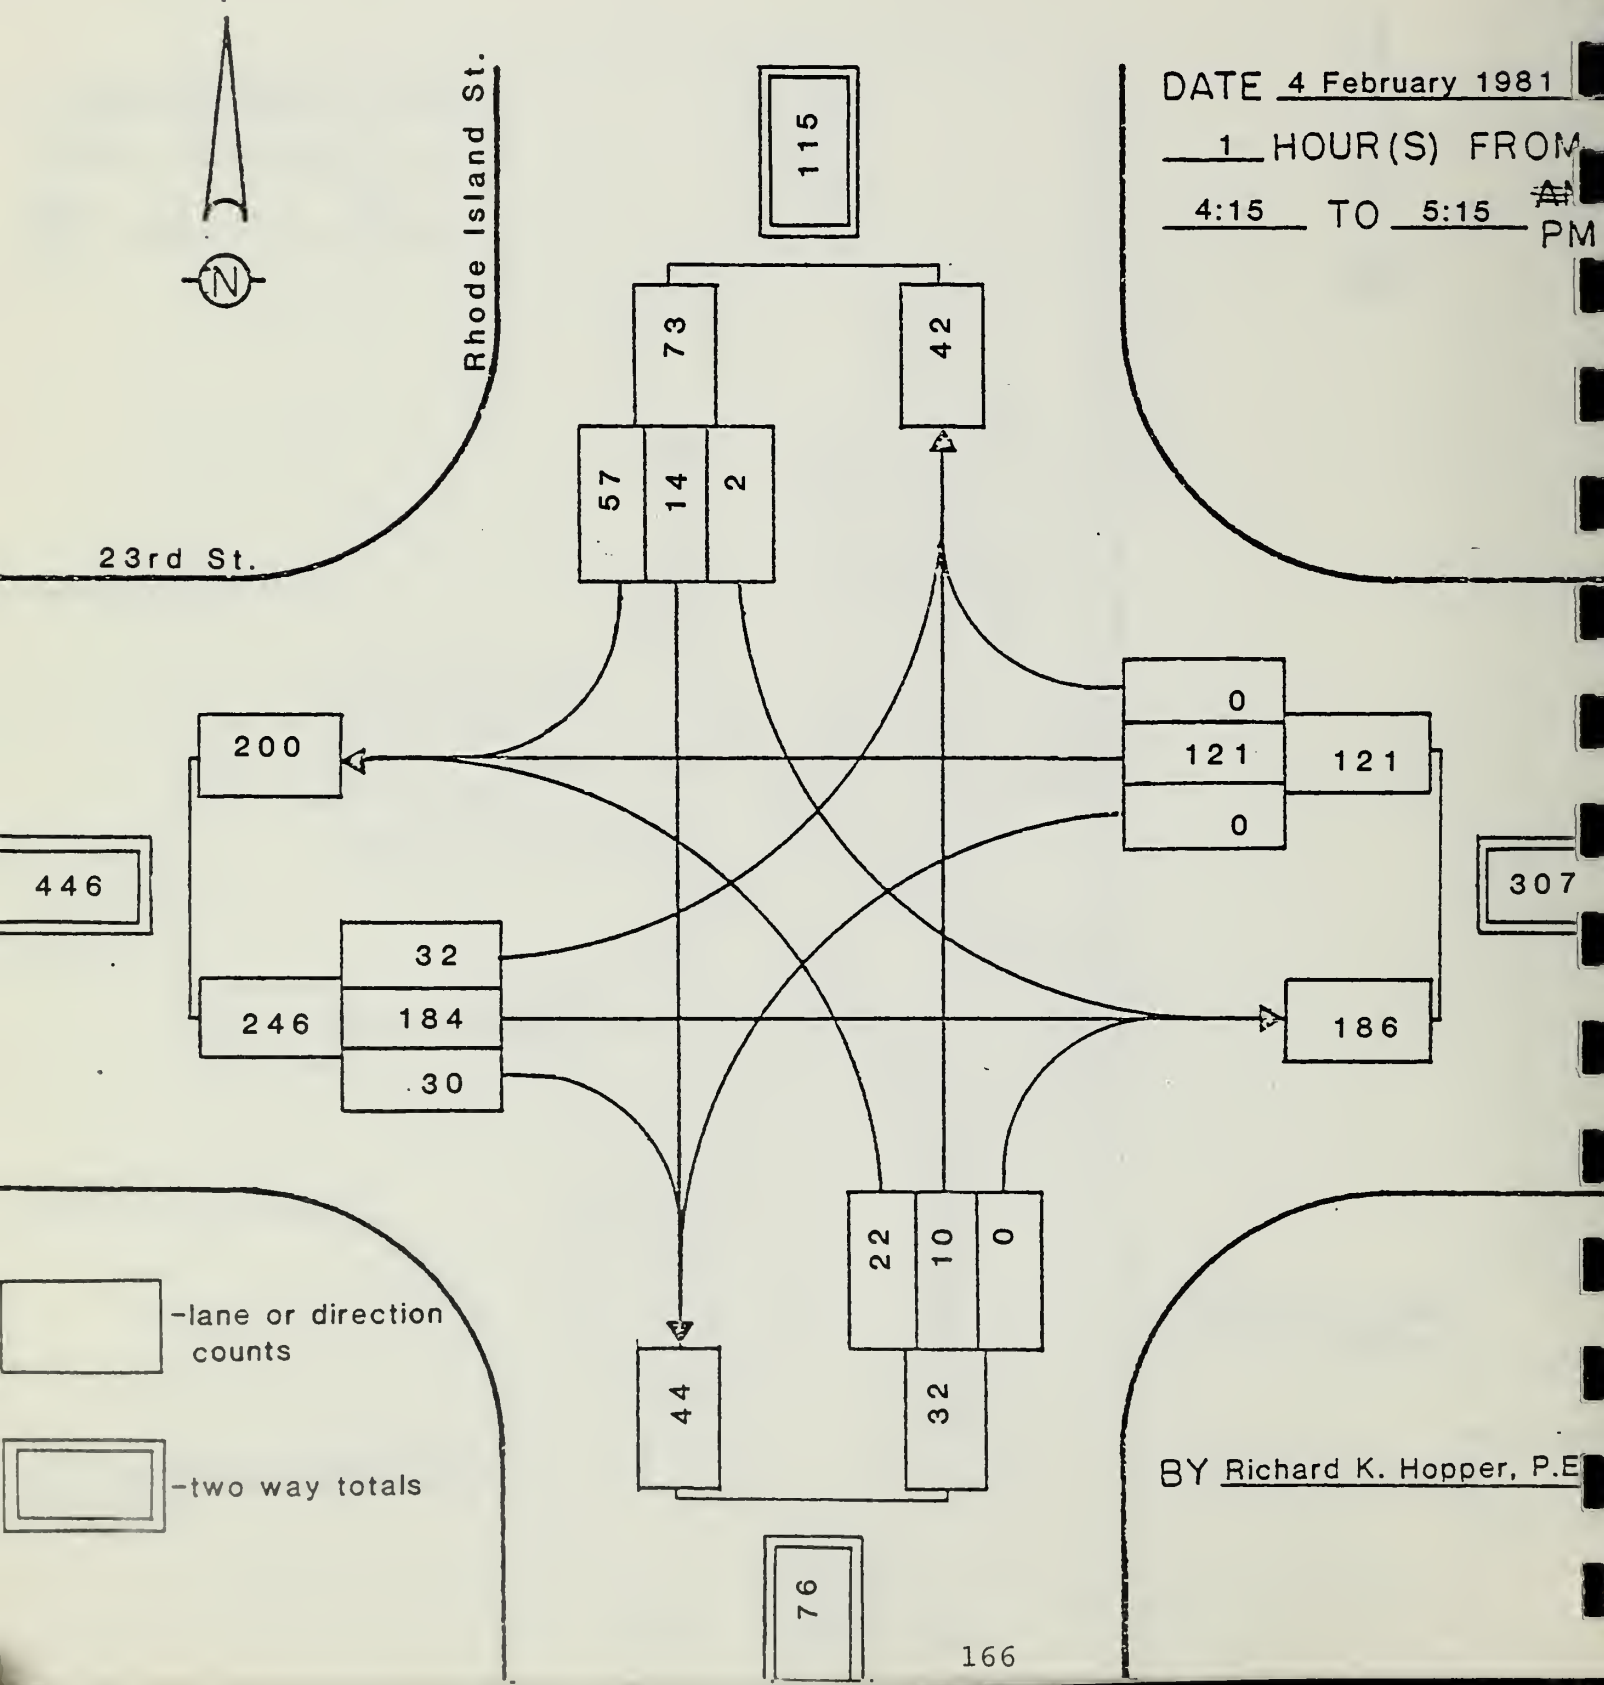 DATE 4 February 1981
1 HOUR(S) FROM
4:15 TO 5:15 AM
PM
N
Rhode Island St.
23rd St.
115
73
42
57 14 2
0
121
0
121
200
446
307
32
184
30
246
186
22 10 0
44
32
76
-lane or direction
counts
-two way totals
BY Richard K. Hopper, P.E
166